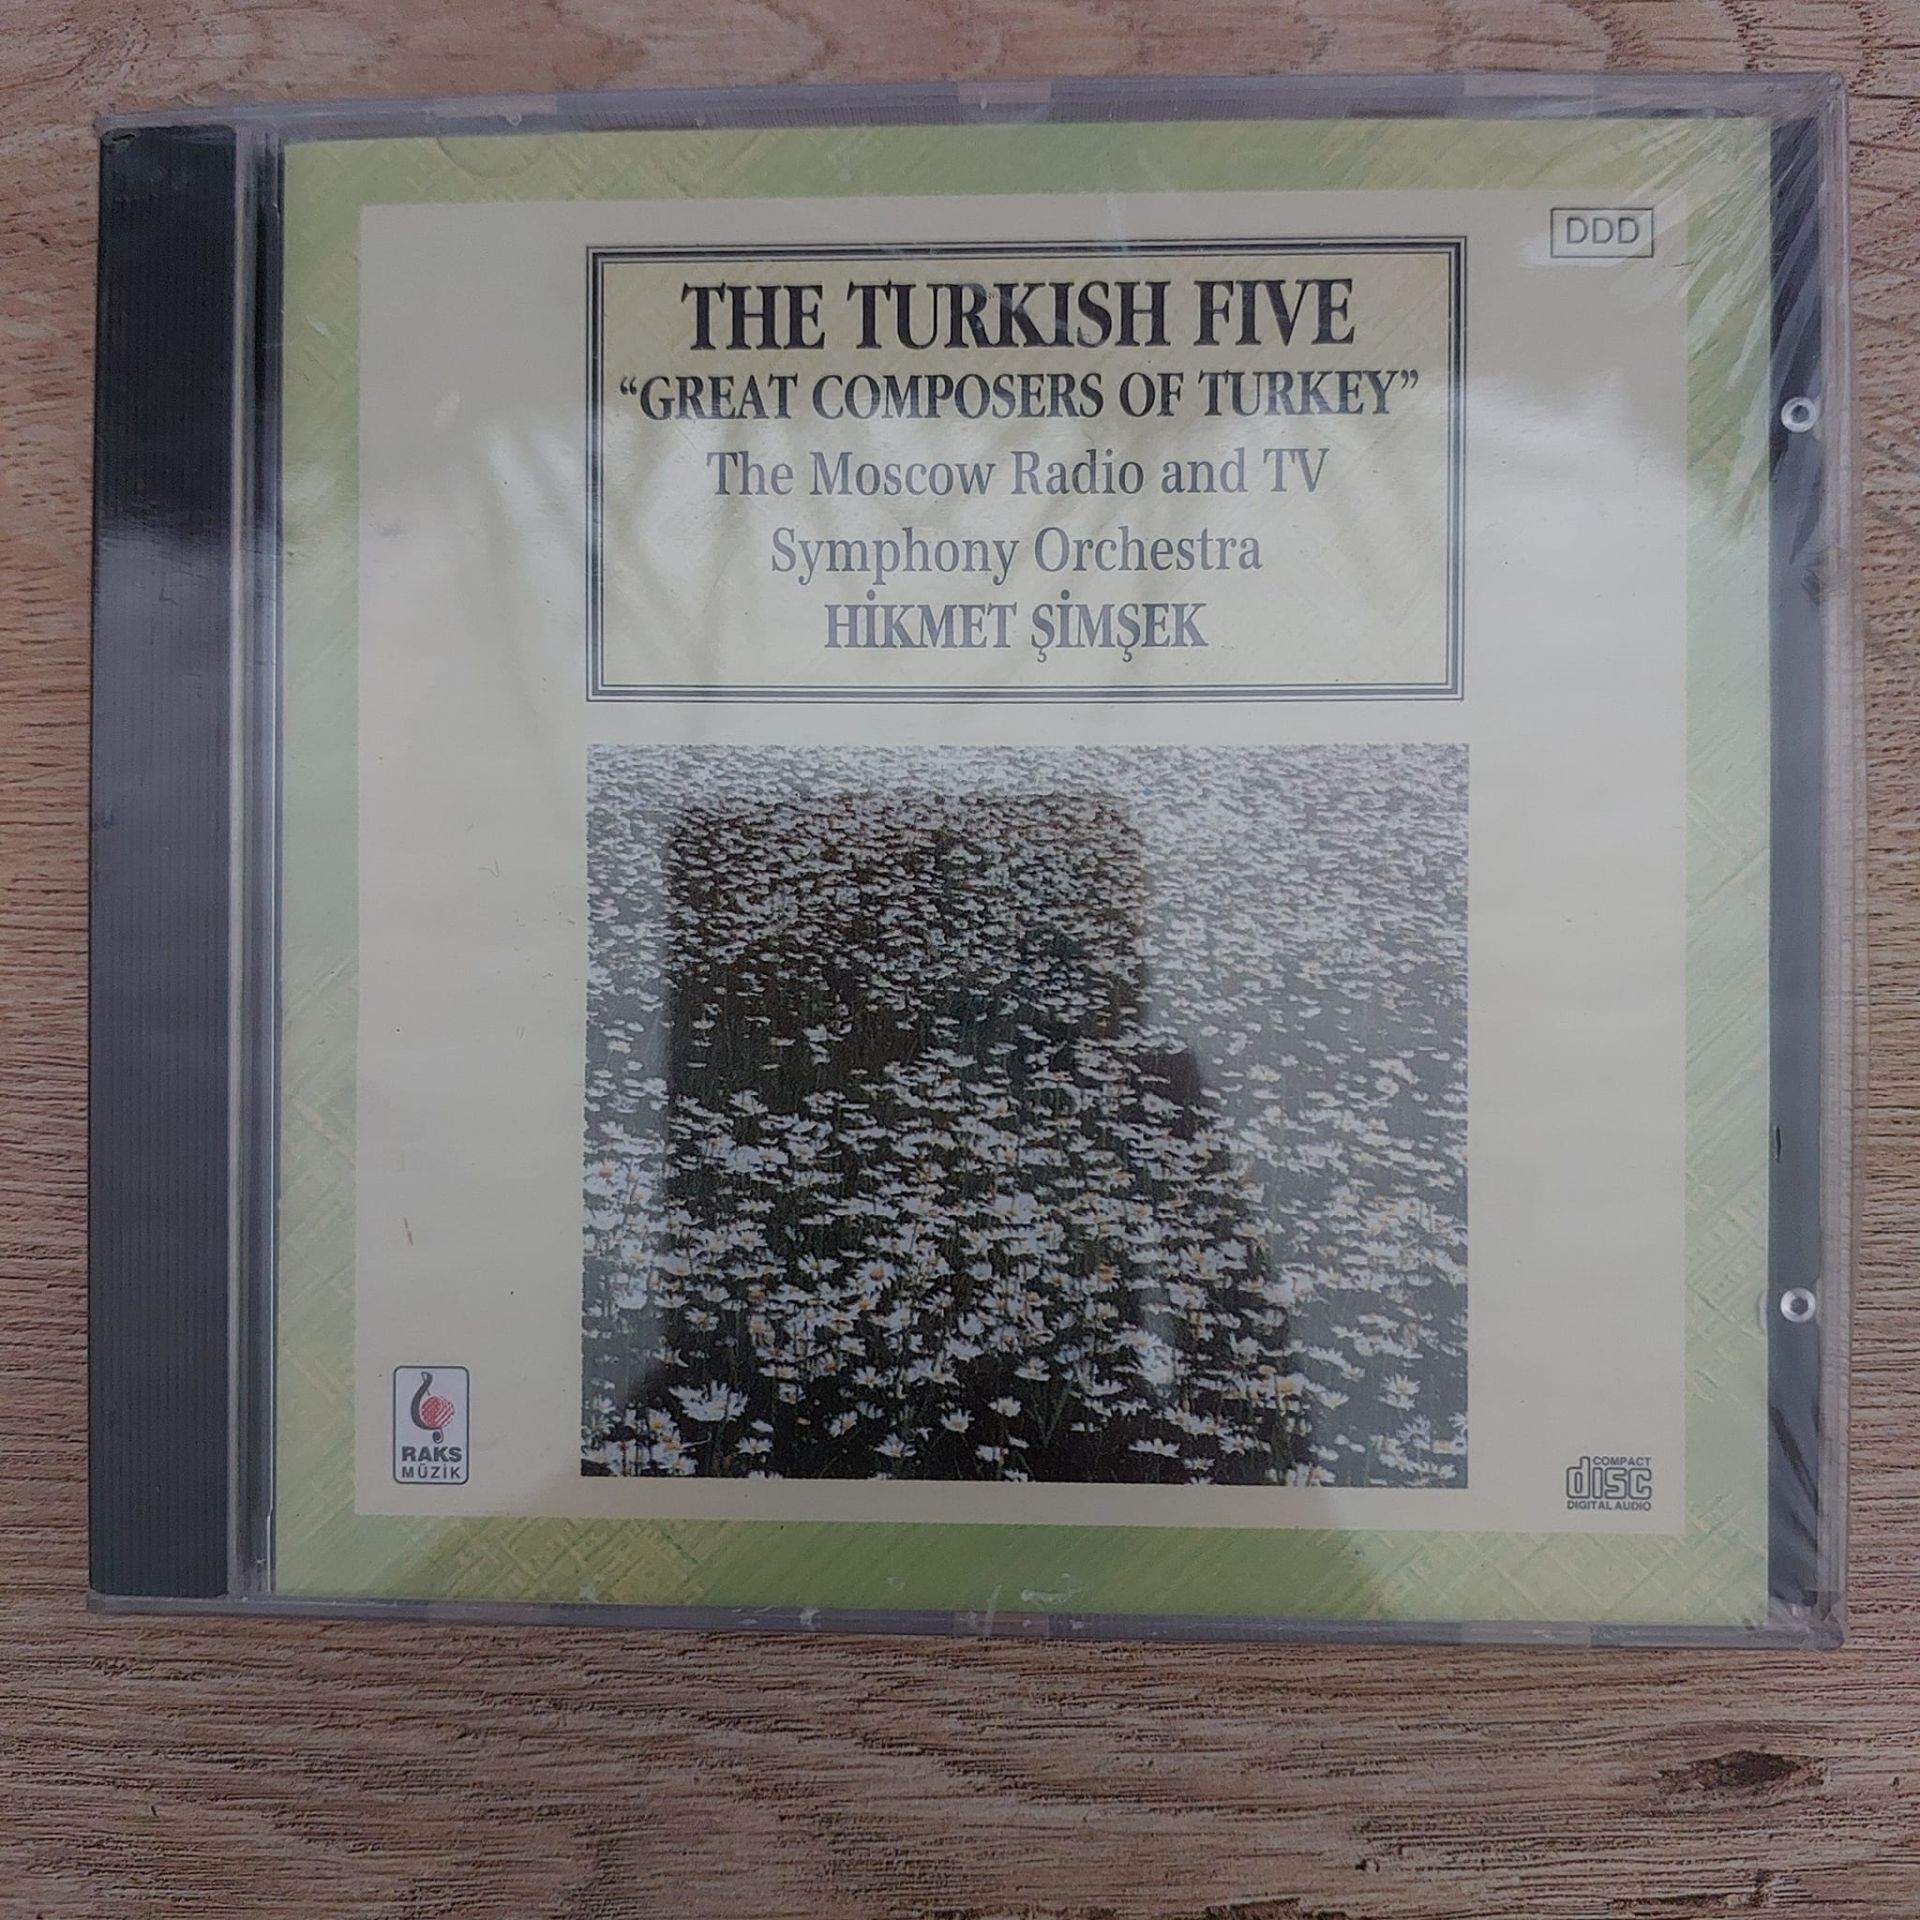 DDD
THE TURKISH FIVE
“GREAT COMPOSERS OF TURKEY”
The Moscow Radio and TV
Symphony Orchestra
HİKMET ŞİMŞEK
RAKS
MÜZİK
COMPACT
disc
DIGITAL AUDIO